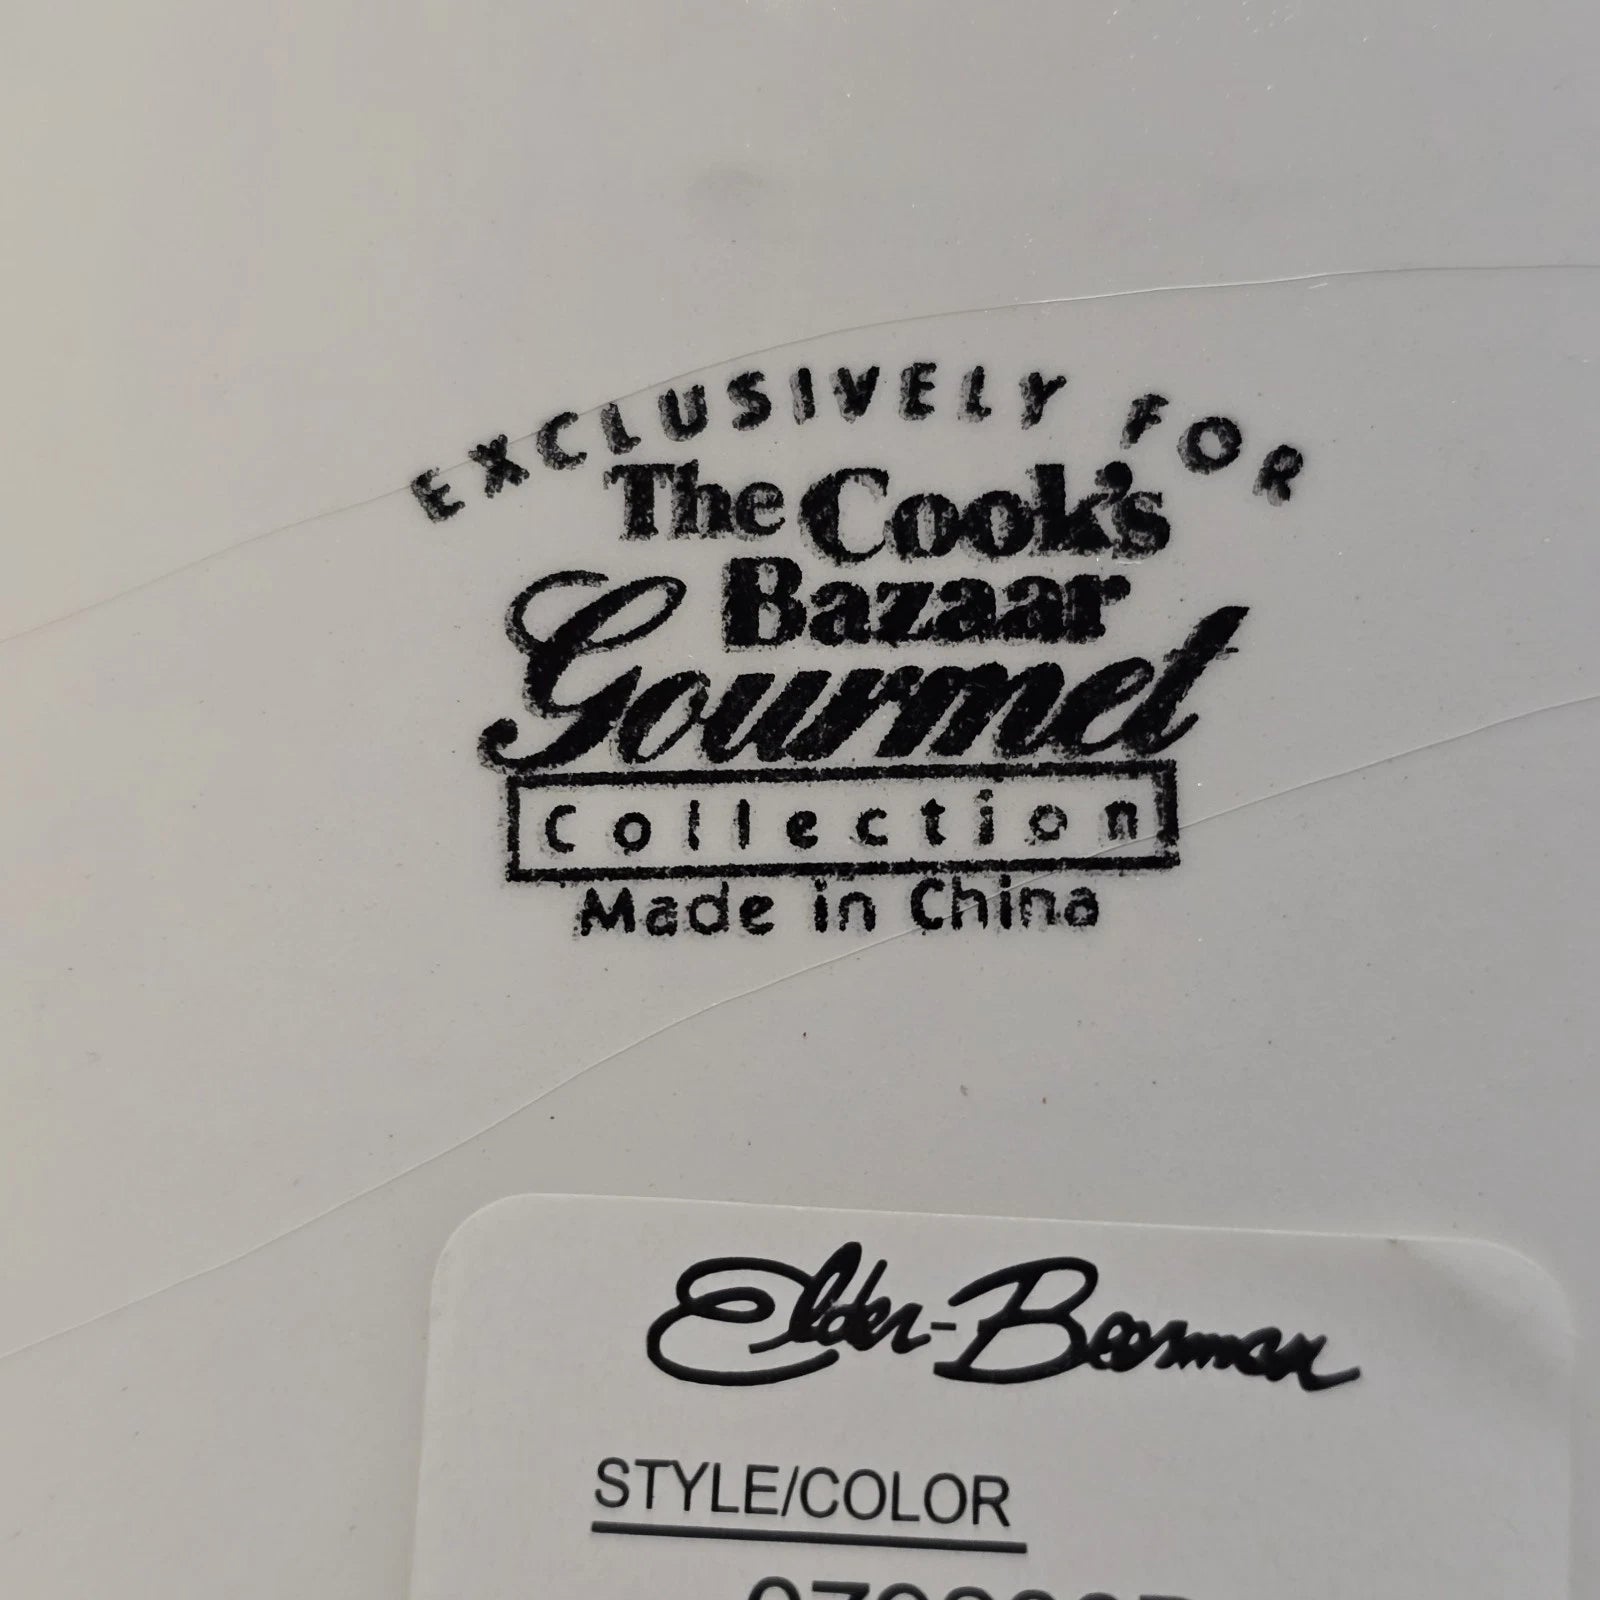 EXCLUSIVELY FOR
The Cook's
Bazaar
Gourmet
Collection
Made in China
Elder-Beerman
STYLE/COLOR